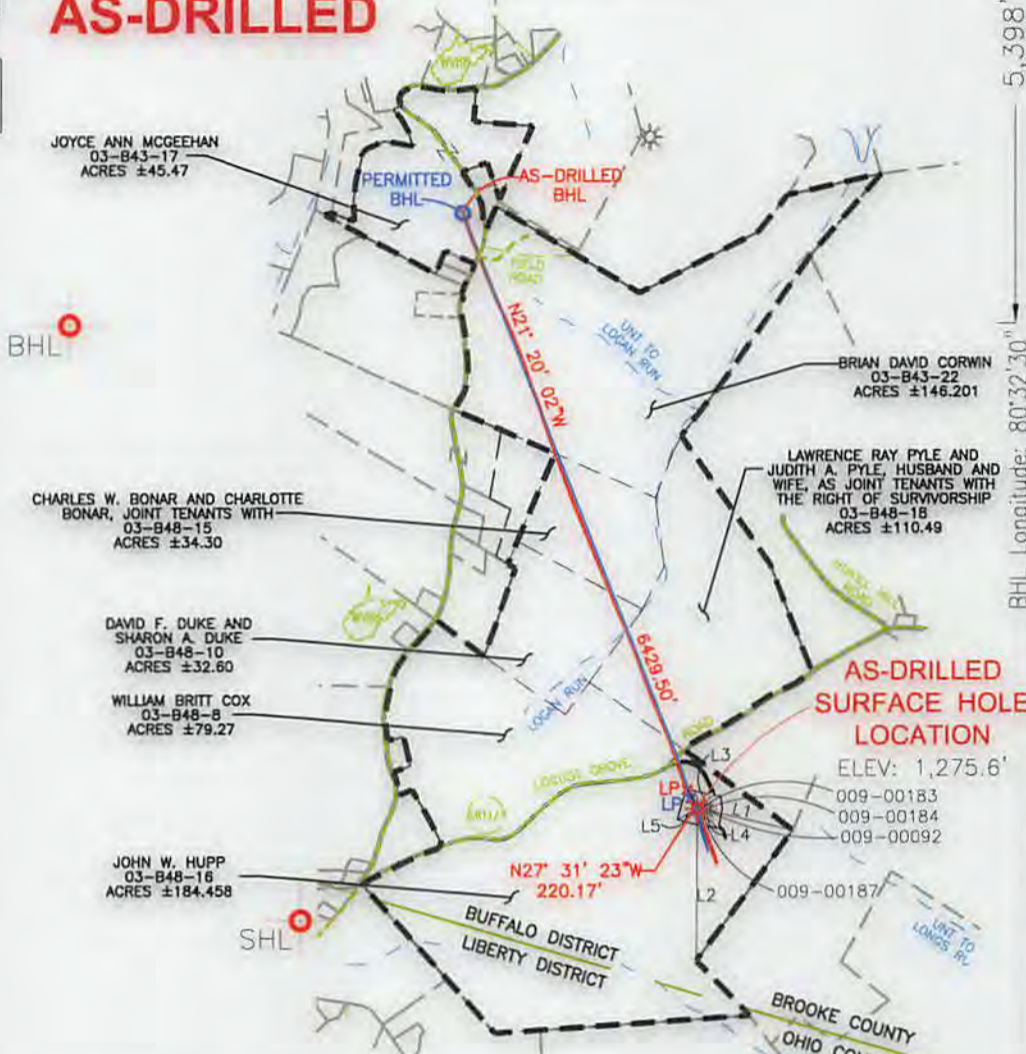 AS-DRILLED
5,398'
JOYCE ANN MCGEEHAN
03-B43-17
ACRES ±45.47
PERMITTED
BHL
AS-DRILLED
BHL
FIELD
ROAD
N21° 20' 02"W
UNT TO
LOGAN RUN
BHL
BHL Longitude: 80°32'30"
BRIAN DAVID CORWIN
03-B43-22
ACRES ±146.201
LAWRENCE RAY PYLE AND
JUDITH A. PYLE, HUSBAND AND
WIFE, AS JOINT TENANTS WITH
THE RIGHT OF SURVIVORSHIP
03-B48-18
ACRES ±110.49
CHARLES W. BONAR AND CHARLOTTE
BONAR, JOINT TENANTS WITH
03-B48-15
ACRES ±34.30
DAVID F. DUKE AND
SHARON A. DUKE
03-B48-10
ACRES ±32.60
WILLIAM BRITT COX
03-B48-8
ACRES ±79.27
6429.50'
LOGAN RUN
LOCUST GROVE ROAD
ROAD
AS-DRILLED
SURFACE HOLE
LOCATION
ELEV: 1,275.6'
009-00183
009-00184
009-00092
009-00187
L3
LP
LP
L1
L5
L4
L2
N27° 31' 23"W
220.17'
JOHN W. HUPP
03-B48-16
ACRES ±184.458
SHL
BUFFALO DISTRICT
LIBERTY DISTRICT
UNT TO
BROOKE COUNTY